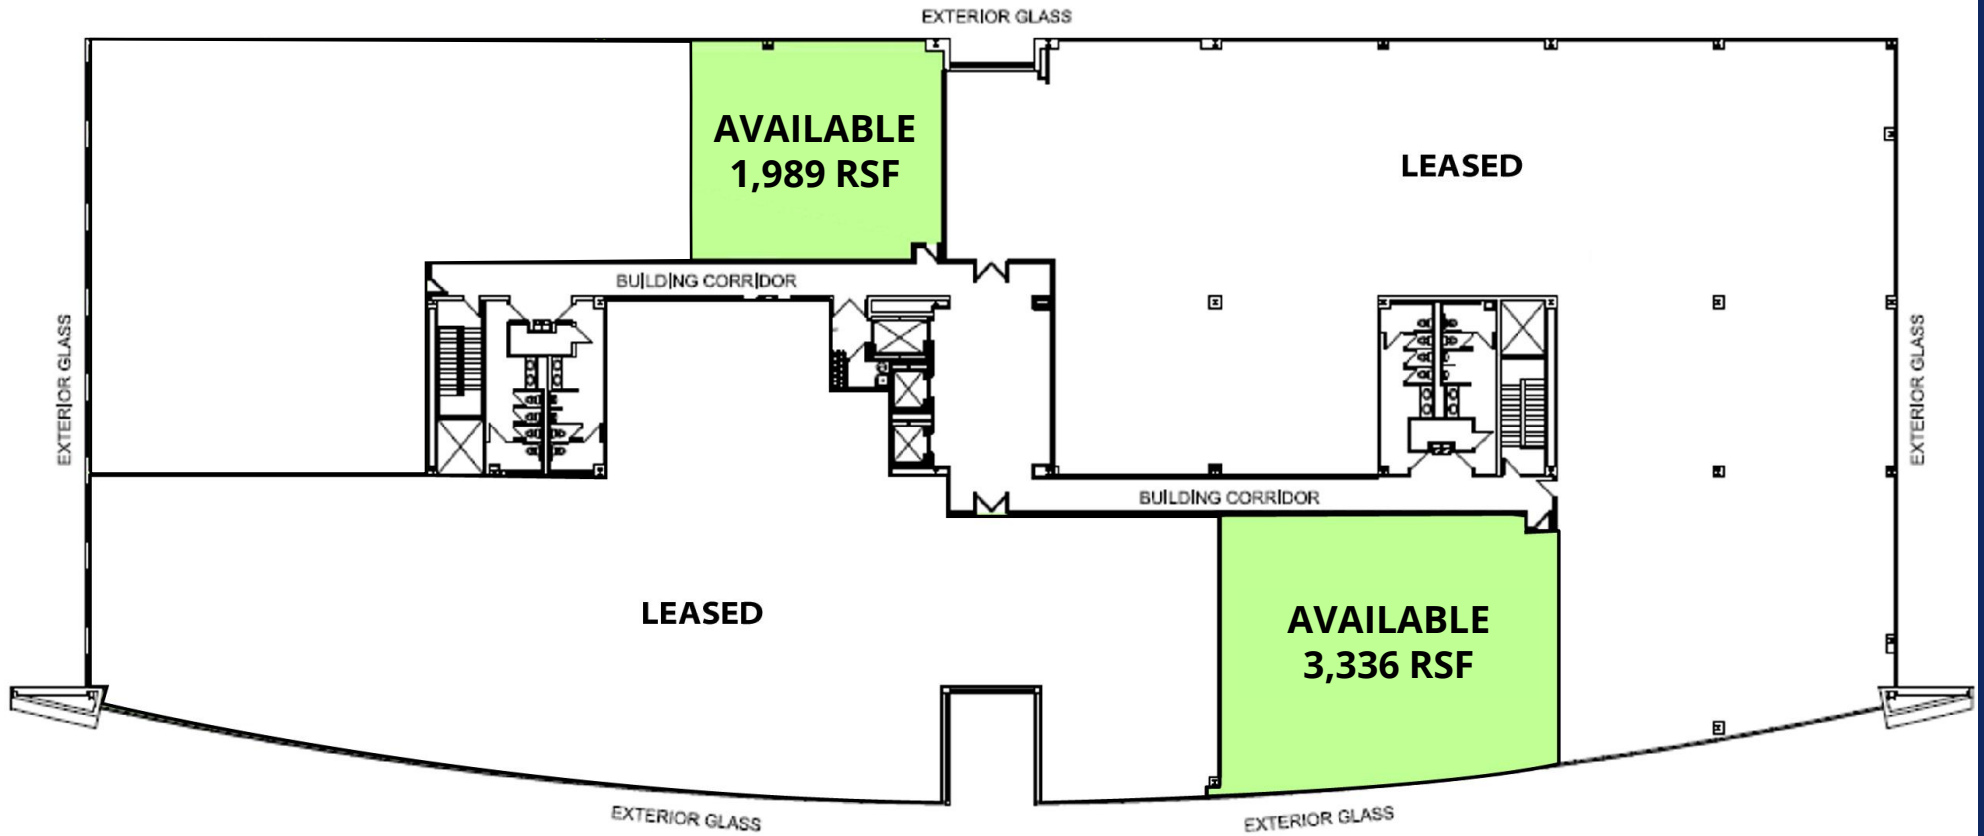 EXTERIOR GLASS
AVAILABLE
1,989 RSF
LEASED
BUILDING CORRIDOR
EXTERIOR GLASS
EXTERIOR GLASS
BUILDING CORRIDOR
LEASED
AVAILABLE
3,336 RSF
EXTERIOR GLASS
EXTERIOR GLASS